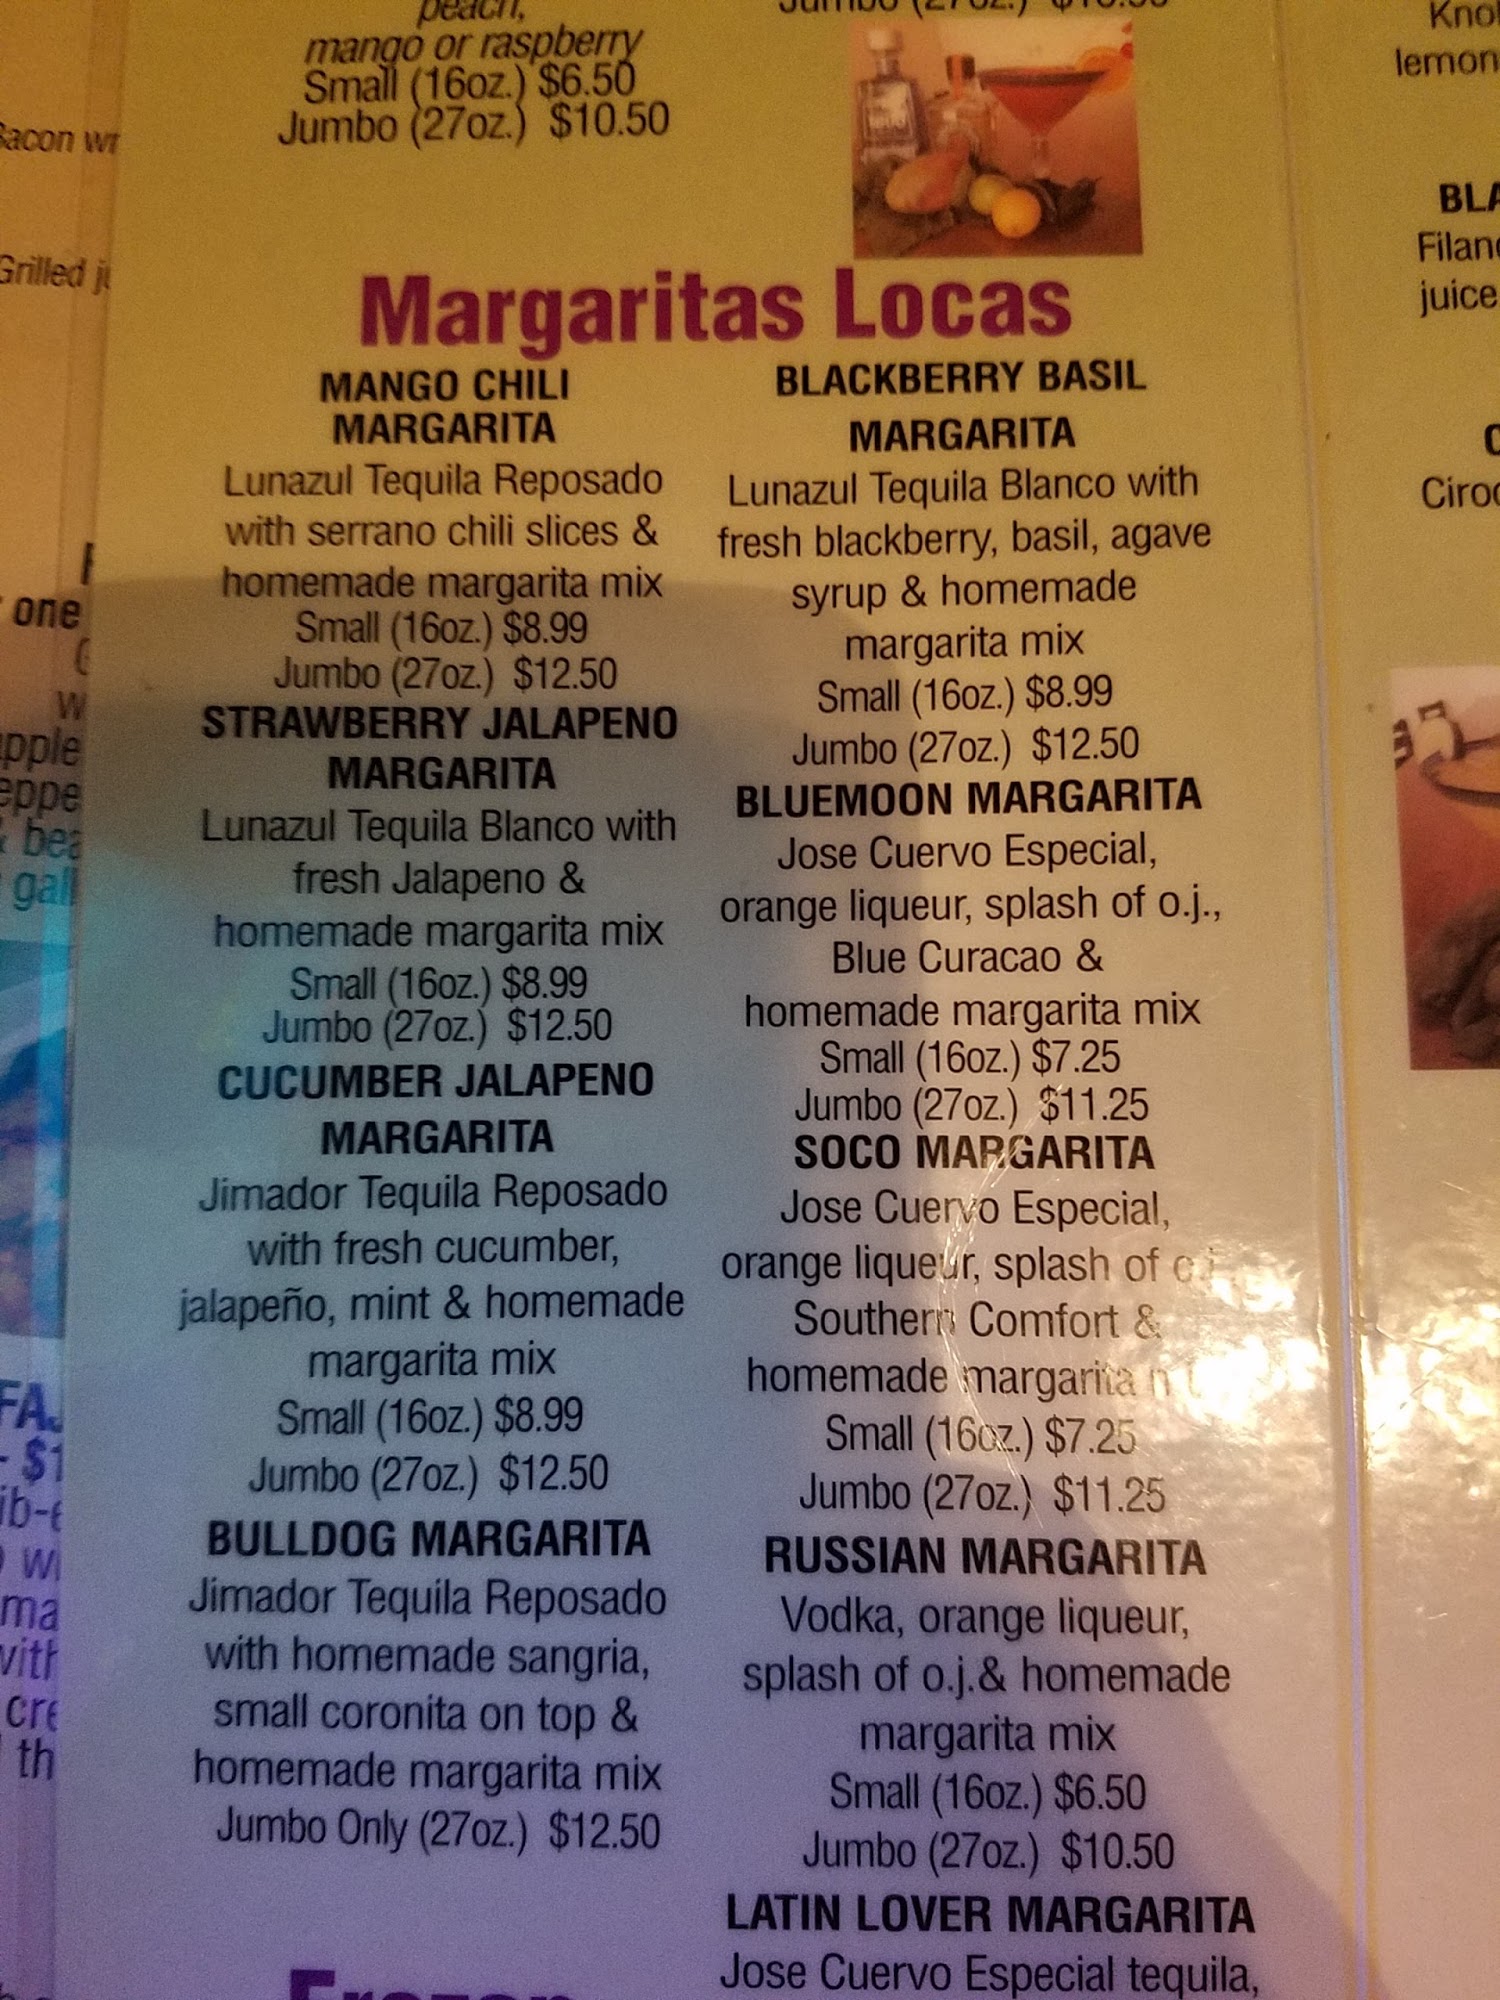 peach,
mango or raspberry
Small (16oz.) $6.50
Jumbo (27oz.) $10.50
Margaritas Locas
MANGO CHILI
MARGARITA
Lunazul Tequila Reposado
with serrano chili slices &
homemade margarita mix
Small (16oz.) $8.99
Jumbo (27oz.) $12.50
STRAWBERRY JALAPENO
MARGARITA
Lunazul Tequila Blanco with
fresh Jalapeno &
homemade margarita mix
Small (16oz.) $8.99
Jumbo (27oz.) $12.50
CUCUMBER JALAPENO
MARGARITA
Jimador Tequila Reposado
with fresh cucumber,
jalapeño, mint & homemade
margarita mix
Small (16oz.) $8.99
Jumbo (27oz.) $12.50
BULLDOG MARGARITA
Jimador Tequila Reposado
with homemade sangria,
small coronita on top &
homemade margarita mix
Jumbo Only (27oz.) $12.50
Frozen
Jumbo (27oz.)
BLACKBERRY BASIL
MARGARITA
Lunazul Tequila Blanco with
fresh blackberry, basil, agave
syrup & homemade
margarita mix
Small (16oz.) $8.99
Jumbo (27oz.) $12.50
BLUEMOON MARGARITA
Jose Cuervo Especial,
orange liqueur, splash of o.j.,
Blue Curacao &
homemade margarita mix
Small (16oz.) $7.25
Jumbo (27oz.) $11.25
SOCO MARGARITA
Jose Cuervo Especial,
orange liqueur, splash of o.j.
Southern Comfort &
homemade margarita
Small (16oz.) $7.25
Jumbo (27oz.) $11.25
RUSSIAN MARGARITA
Vodka, orange liqueur,
splash of o.j.& homemade
margarita mix
Small (16oz.) $6.50
Jumbo (27oz.) $10.50
LATIN LOVER MARGARITA
Jose Cuervo Especial tequila,
Bacon
Grilled
one
lemon
juice